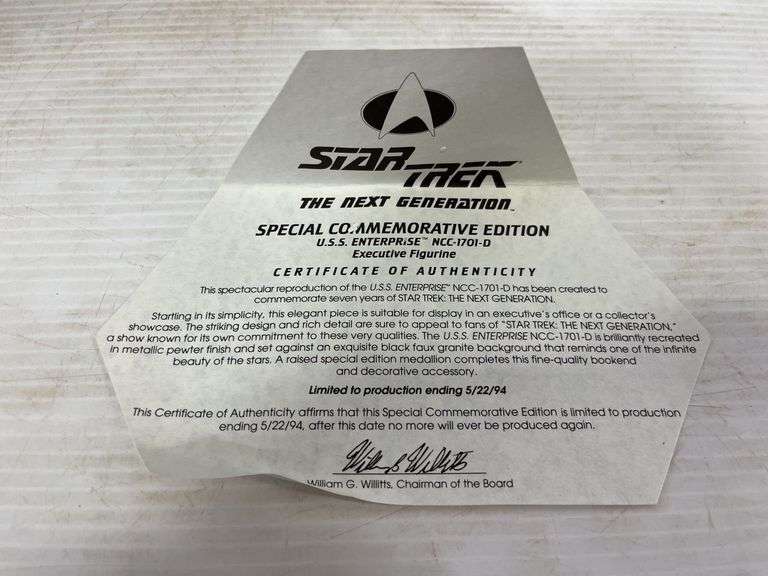 STAR TREK
THE NEXT GENERATION™
SPECIAL COMMEMORATIVE EDITION
U.S.S. ENTERPRISE™ NCC-1701-D
Executive Figurine
CERTIFICATE OF AUTHENTICITY
This spectacular reproduction of the U.S.S. ENTERPRISE™ NCC-1701-D has been created to
commemorate seven years of STAR TREK: THE NEXT GENERATION.
Startling in its simplicity, this elegant piece is suitable for display in an executive's office or a collector's
showcase. The striking design and rich detail are sure to appeal to fans of "STAR TREK: THE NEXT GENERATION,"
a show known for its own commitment to these very qualities. The U.S.S. ENTERPRISE NCC-1701-D is brilliantly recreated
in metallic pewter finish and set against an exquisite black faux granite background that reminds one of the infinite
beauty of the stars. A raised special edition medallion completes this fine-quality bookend
and decorative accessory.
Limited to production ending 5/22/94
This Certificate of Authenticity affirms that this Special Commemorative Edition is limited to production
ending 5/22/94, after this date no more will ever be produced again.
William G. Willitts, Chairman of the Board